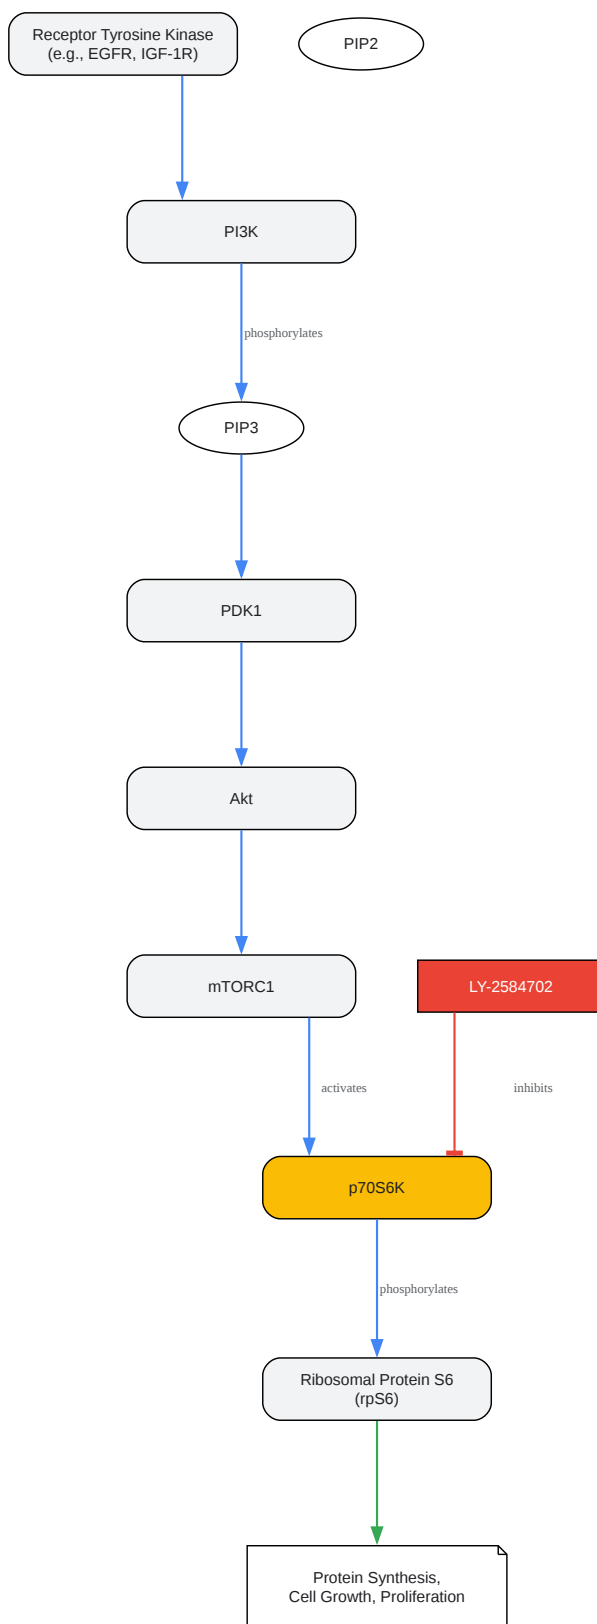 Receptor Tyrosine Kinase
(e.g., EGFR, IGF-1R)
PIP2
PI3K
phosphorylates
PIP3
PDK1
Akt
mTORC1
LY-2584702
activates
inhibits
p70S6K
phosphorylates
Ribosomal Protein S6
(rpS6)
Protein Synthesis,
Cell Growth, Proliferation